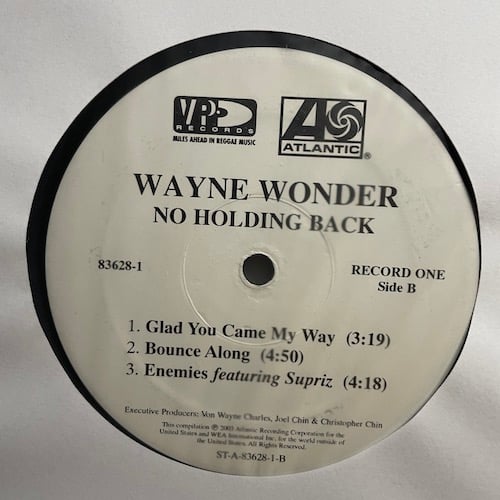 VP
RECORDS
MILES AHEAD IN REGGAE MUSIC
A
ATLANTIC®
WAYNE WONDER
NO HOLDING BACK
83628-1
RECORD ONE
Side B
1. Glad You Came My Way (3:19)
2. Bounce Along (4:50)
3. Enemies featuring Supriz (4:18)
Executive Producers: Von Wayne Charles, Joel Chin & Christopher Chin
This compilation ℗ 2003 Atlantic Recording Corporation for the
United States and WEA International Inc. for the world outside of
the United States. All Rights Reserved.
ST-A-83628-1-B